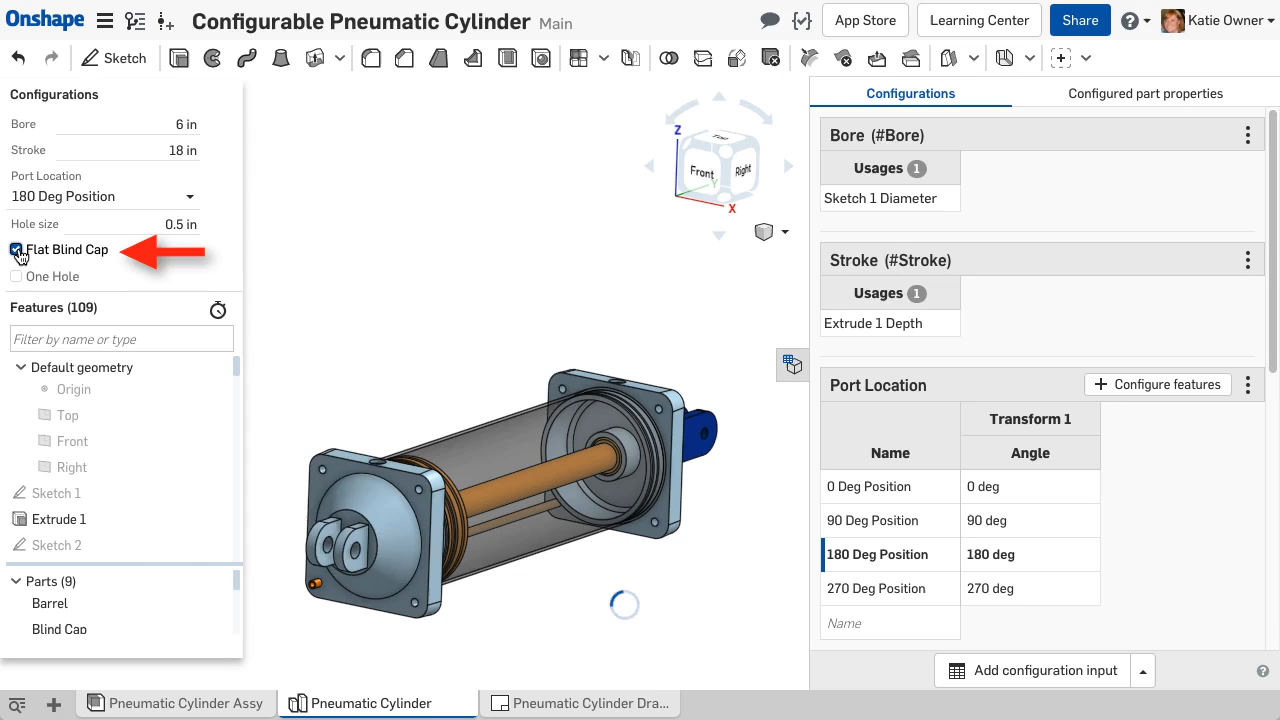 Onshape
Configurable Pneumatic Cylinder Main
App Store
Learning Center
Share
Katie Owner
Sketch
Configurations
Bore 6 in
Stroke 18 in
Port Location
180 Deg Position
Hole size 0.5 in
Flat Blind Cap
One Hole
Features (109)
Filter by name or type
Default geometry
Origin
Top
Front
Right
Sketch 1
Extrude 1
Sketch 2
Parts (9)
Barrel
Blind Cap
Z
Top
Front
Right
Y
X
Configurations
Configured part properties
Bore (#Bore)
Usages 1
Sketch 1 Diameter
Stroke (#Stroke)
Usages 1
Extrude 1 Depth
Port Location
Configure features
Transform 1
Name Angle
0 Deg Position 0 deg
90 Deg Position 90 deg
180 Deg Position 180 deg
270 Deg Position 270 deg
Name
Add configuration input
Pneumatic Cylinder Assy
Pneumatic Cylinder
Pneumatic Cylinder Dra...